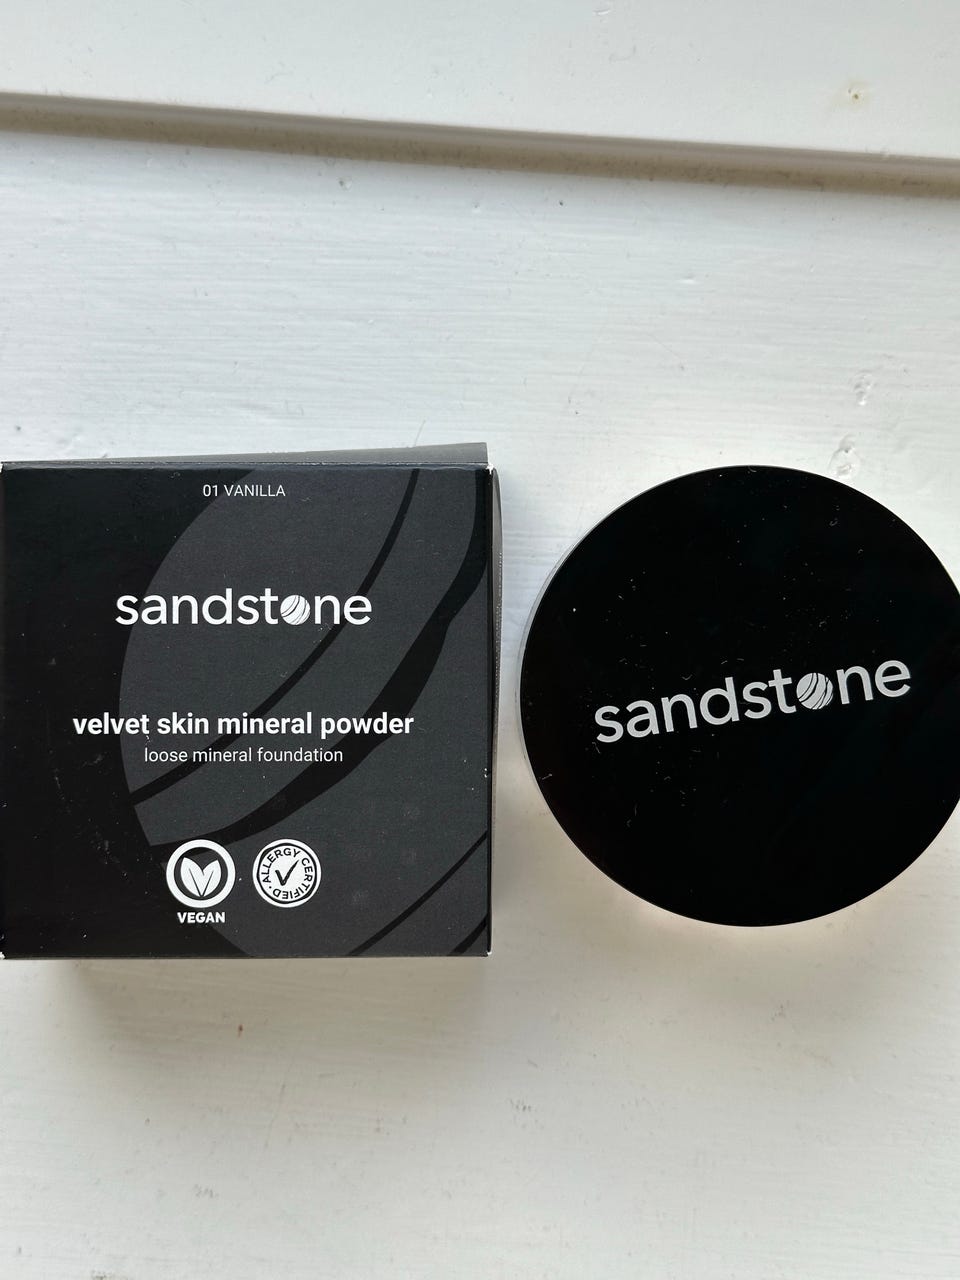 01 VANILLA
sandstone
velvet skin mineral powder
loose mineral foundation
VEGAN
ALLERGY CERTIFIED
sandstone